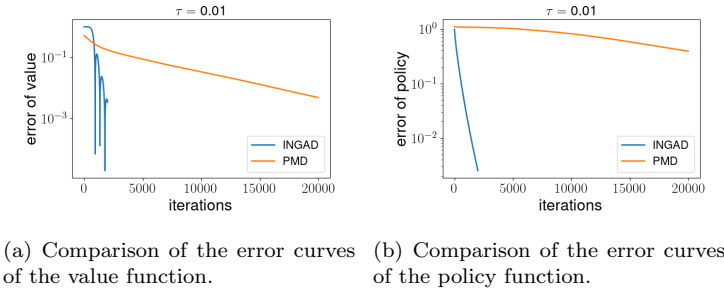 τ = 0.01
error of value
10⁻¹
10⁻³
INGAD
PMD
0 5000 10000 15000 20000
iterations
(a) Comparison of the error curves
of the value function.
τ = 0.01
error of policy
10⁰
10⁻¹
10⁻²
INGAD
PMD
0 5000 10000 15000 20000
iterations
(b) Comparison of the error curves
of the policy function.